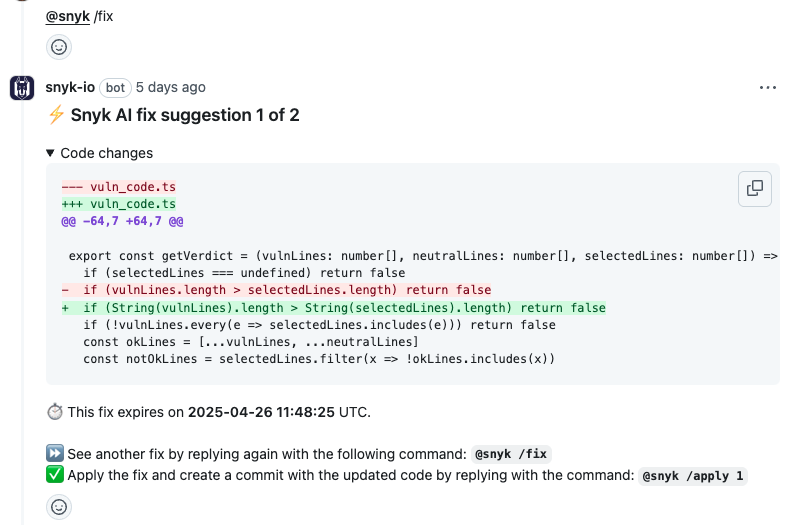 @snyk /fix
snyk-io bot 5 days ago
⚡ Snyk AI fix suggestion 1 of 2
▼ Code changes
--- vuln_code.ts
+++ vuln_code.ts
@@ -64,7 +64,7 @@
export const getVerdict = (vulnLines: number[], neutralLines: number[], selectedLines: number[]) =>
if (selectedLines === undefined) return false
- if (vulnLines.length > selectedLines.length) return false
+ if (String(vulnLines).length > String(selectedLines).length) return false
if (!vulnLines.every(e => selectedLines.includes(e))) return false
const okLines = [...vulnLines, ...neutralLines]
const notOkLines = selectedLines.filter(x => !okLines.includes(x))
⏱️ This fix expires on 2025-04-26 11:48:25 UTC.
⏩ See another fix by replying again with the following command: @snyk /fix
✅ Apply the fix and create a commit with the updated code by replying with the command: @snyk /apply 1